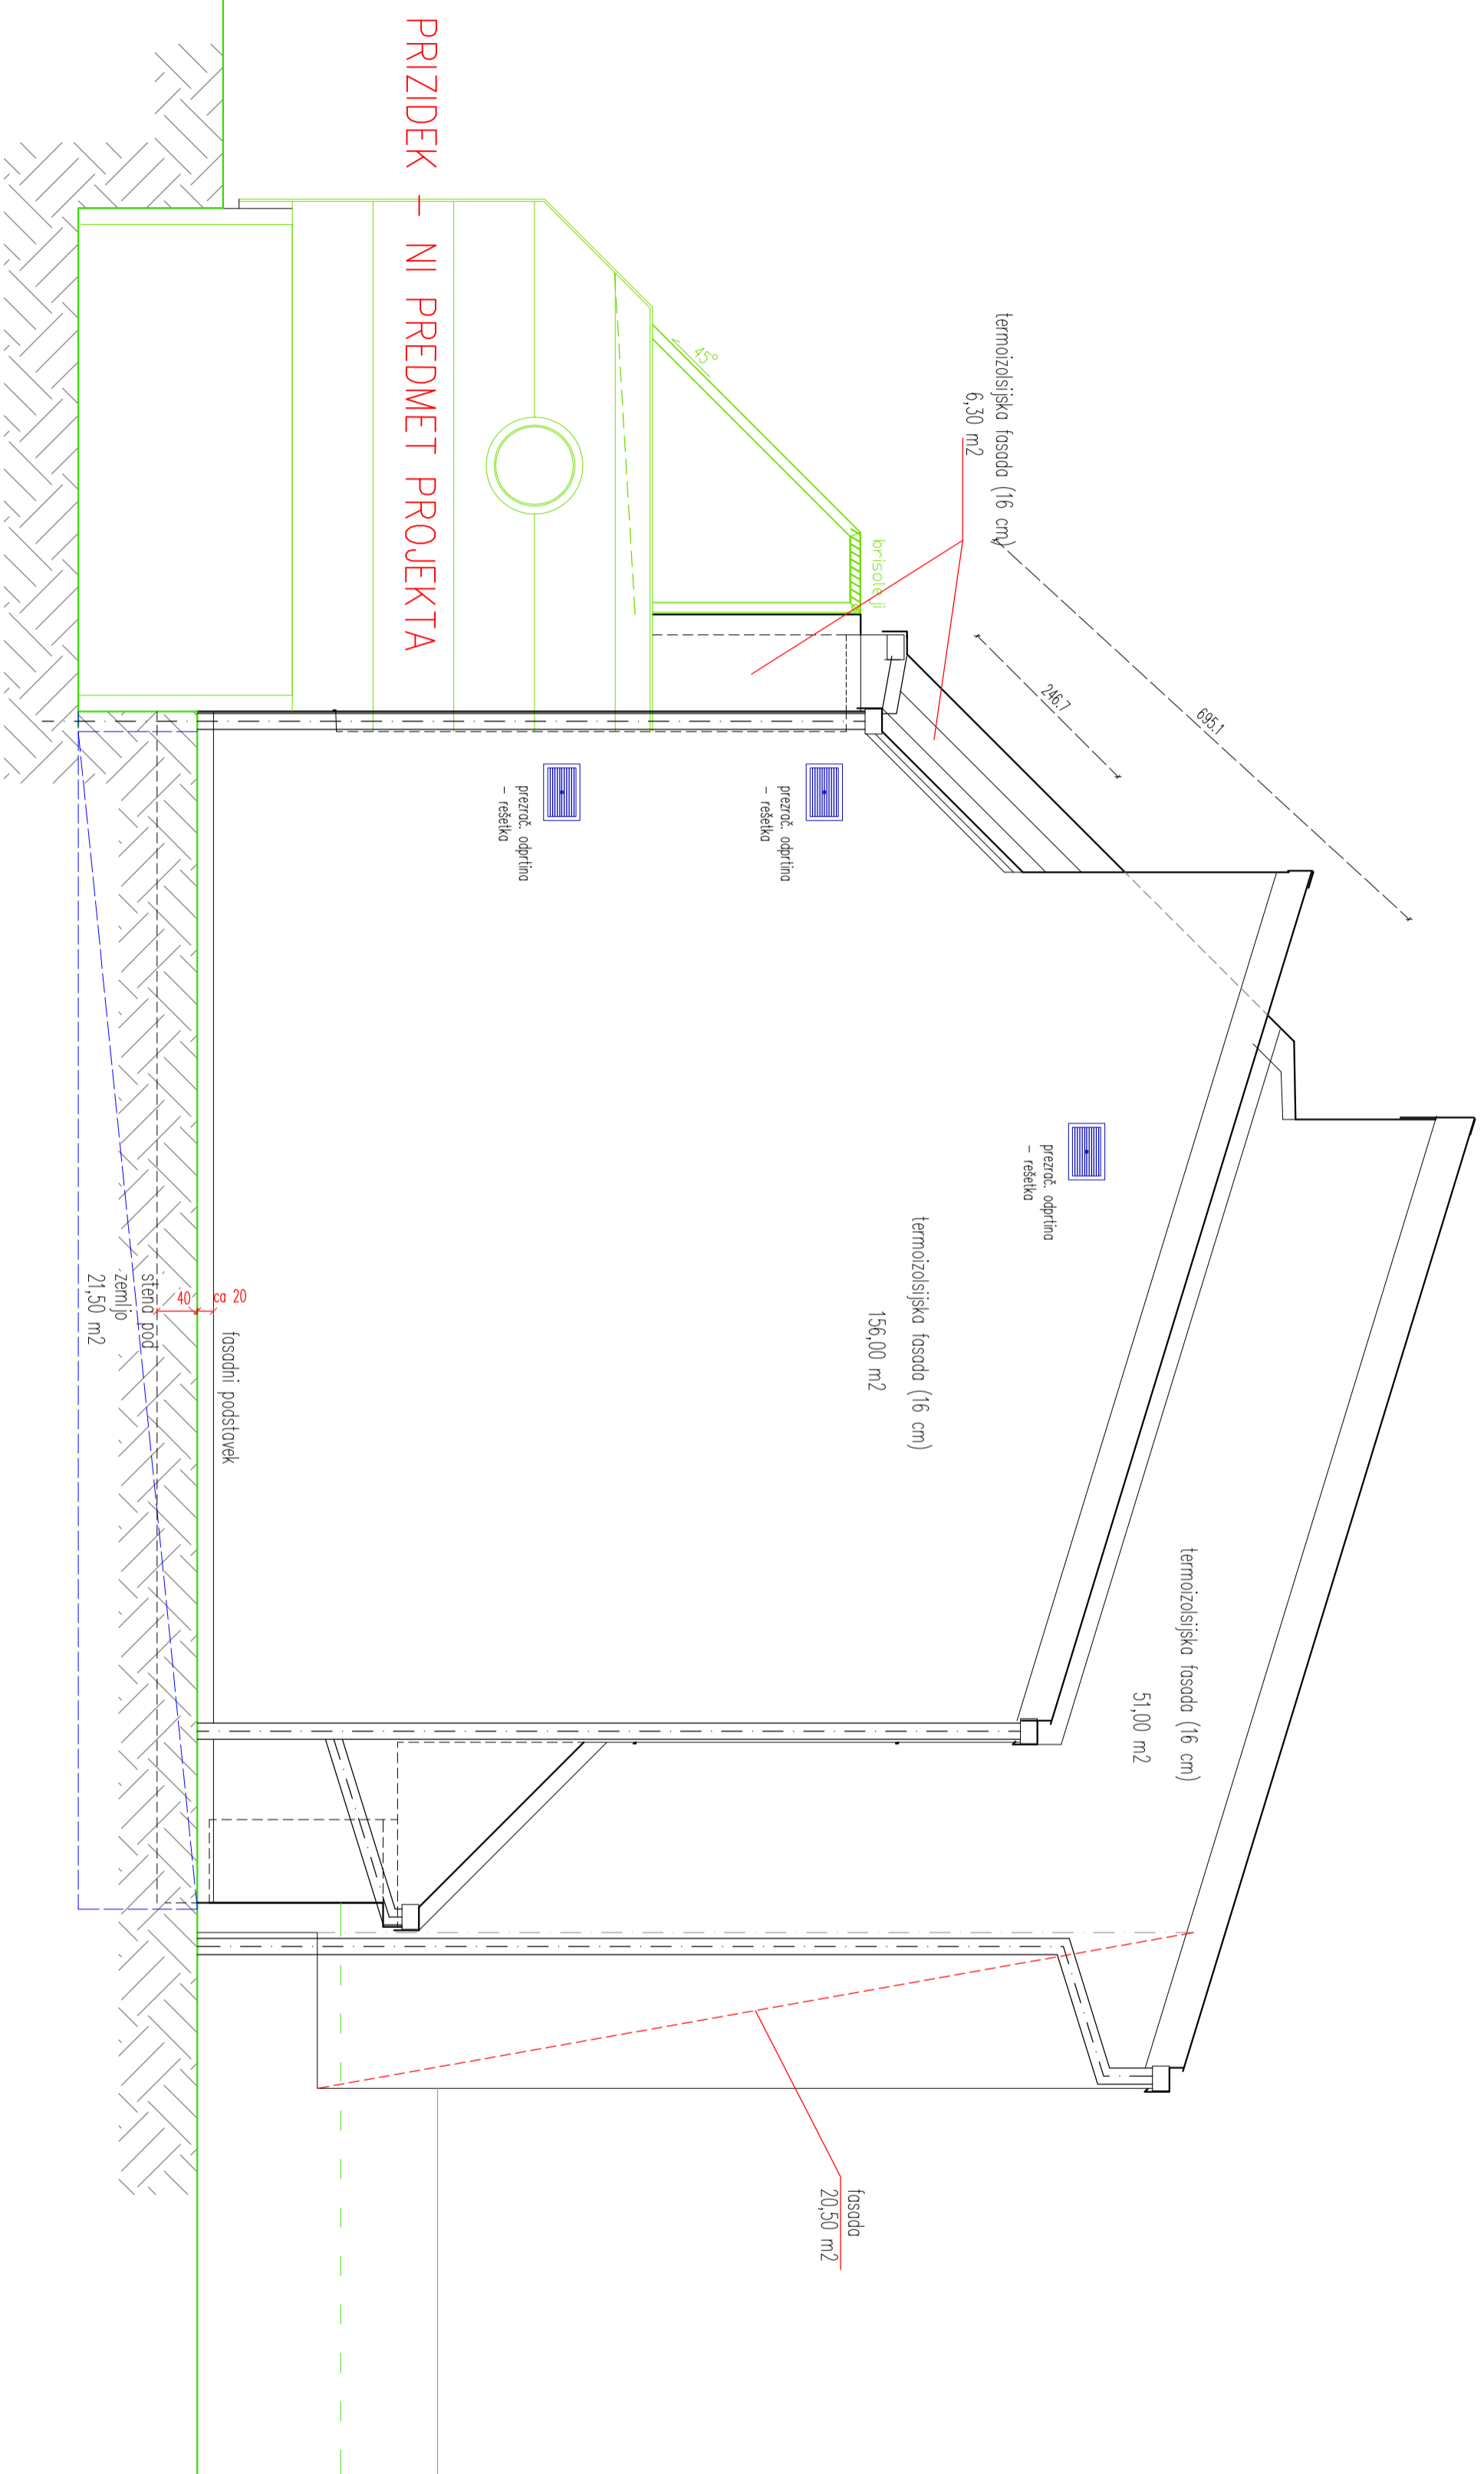 PRIZIDEK - NI PREDMET PROJEKTA
termoizolsijska fasada (16 cm)
6,30 m2
695.1
246.7
45°
brisoleji
prezrač. odprtina
- rešetka
prezrač. odprtina
- rešetka
prezrač. odprtina
- rešetka
termoizolsijska fasada (16 cm)
156,00 m2
termoizolsijska fasada (16 cm)
51,00 m2
ca 20
40
fasadni podstavek
stena pod
zemljo
21,50 m2
fasada
20,50 m2